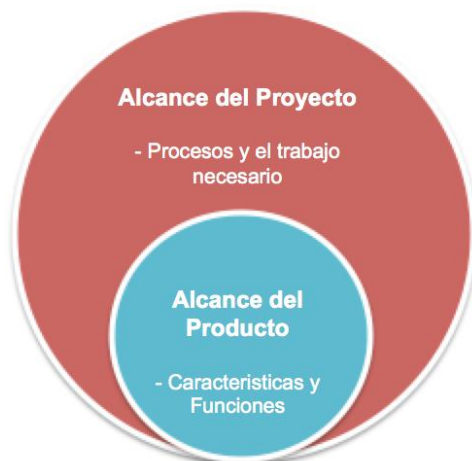 Alcance del Proyecto
- Procesos y el trabajo
necesario
Alcance del
Producto
- Caracteristicas y
Funciones